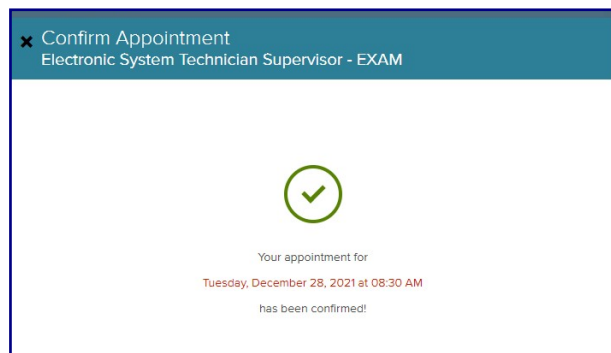 Confirm Appointment
Electronic System Technician Supervisor - EXAM
Your appointment for
Tuesday, December 28, 2021 at 08:30 AM
has been confirmed!